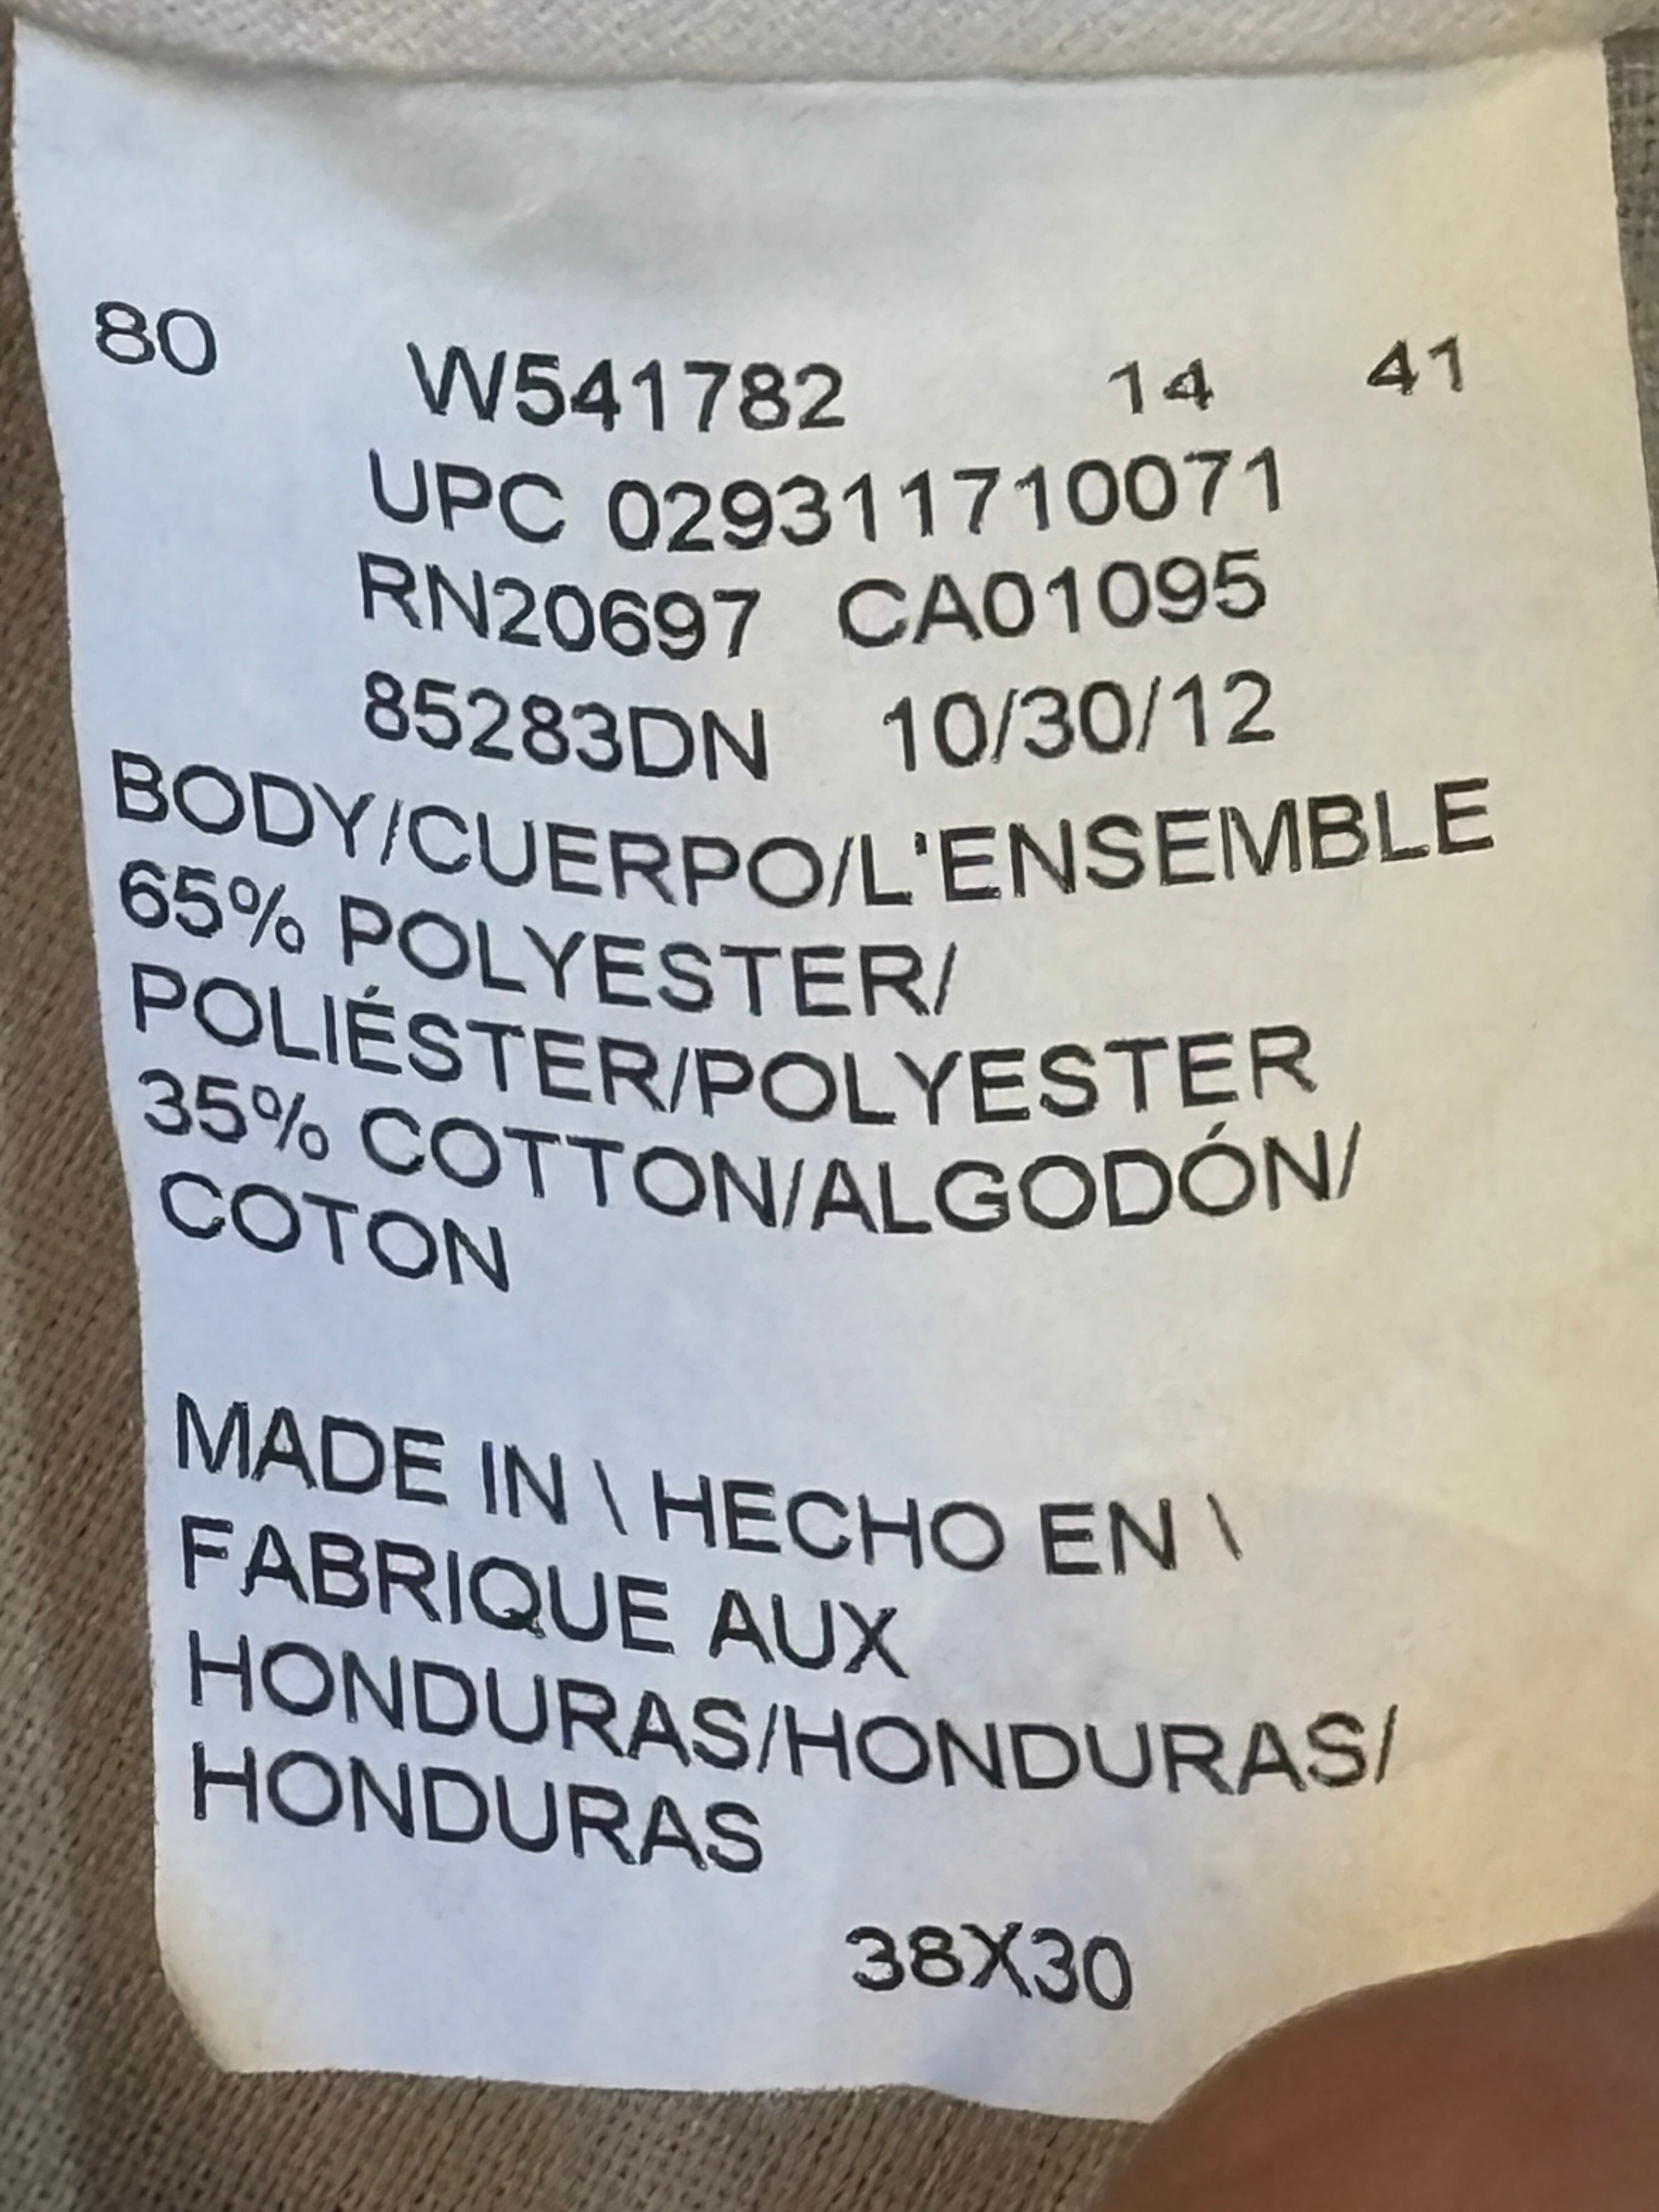 80 W541782 14 41
UPC 029311710071
RN20697 CA01095
85283DN 10/30/12
BODY/CUERPO/L'ENSEMBLE
65% POLYESTER/
POLIÉSTER/POLYESTER
35% COTTON/ALGODÓN/
COTON
MADE IN \ HECHO EN \
FABRIQUE AUX
HONDURAS/HONDURAS/
HONDURAS
38X30